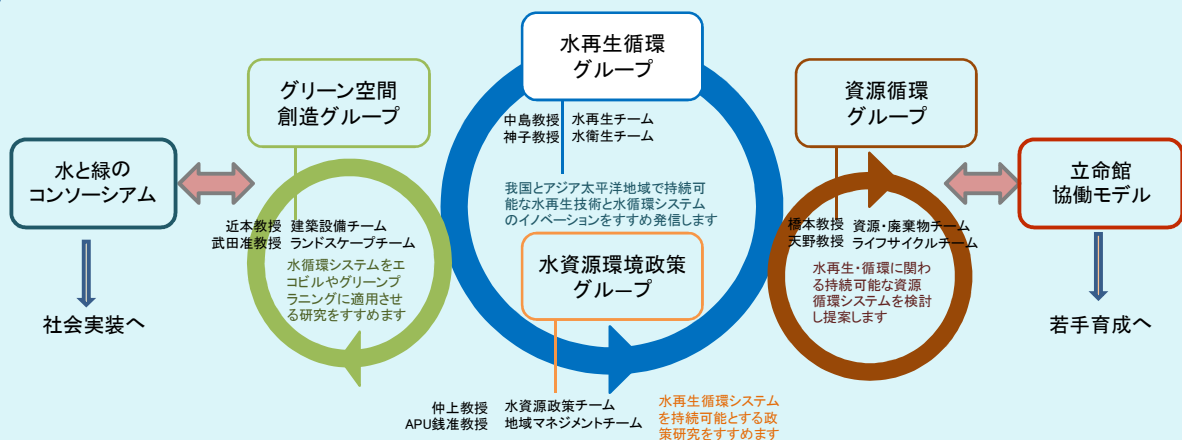 水再生循環
グループ
中島教授 水再生チーム
神子教授 水衛生チーム
我国とアジア太平洋地域で持続可
能な水再生技術と水循環システム
のイノベーションをすすめ発信します
グリーン空間
創造グループ
近本教授 建築設備チーム
武田准教授 ランドスケープチーム
水循環システムをエ
コビルやグリーンプ
ラニングに適用させ
る研究をすすめます
資源循環
グループ
橋本教授 資源・廃棄物チーム
天野教授 ライフサイクルチーム
水再生・循環に関わ
る持続可能な資源
循環システムを検討
し提案します
水と緑の
コンソーシアム
社会実装へ
立命館
協働モデル
若手育成へ
水資源環境政策
グループ
仲上教授 水資源政策チーム
APU銭准教授 地域マネジメントチーム
水再生循環システム
を持続可能とする政
策研究をすすめます